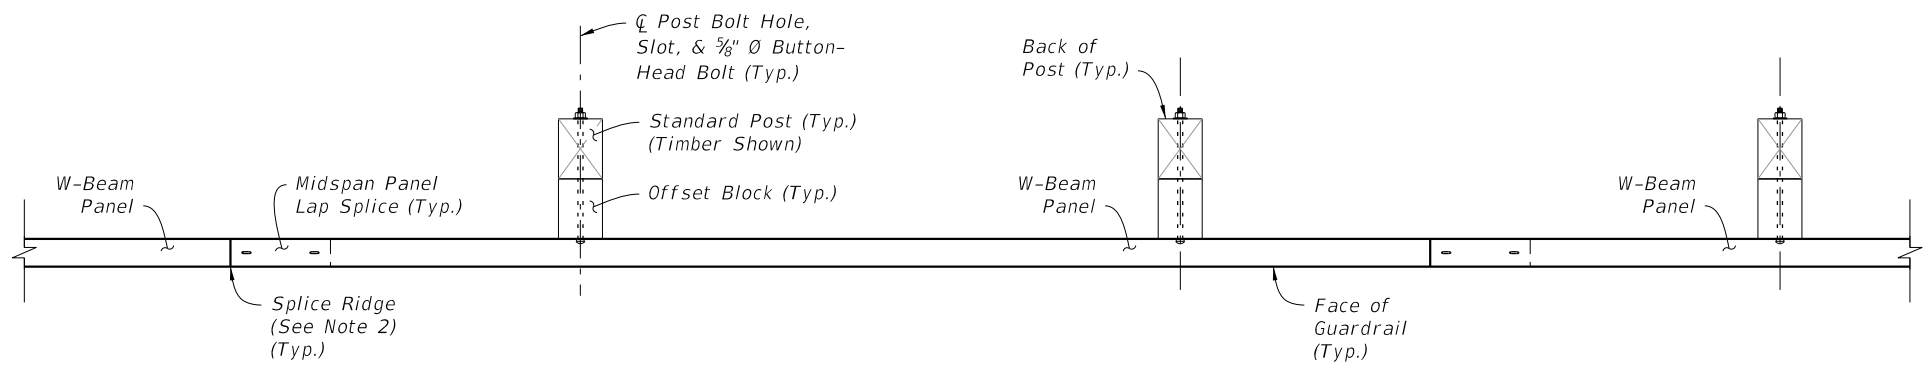 ℄ Post Bolt Hole,
Slot, & ⅝" Ø Button-
Head Bolt (Typ.)
Back of
Post (Typ.)
Standard Post (Typ.)
(Timber Shown)
W-Beam
Panel
Midspan Panel
Lap Splice (Typ.)
Offset Block (Typ.)
W-Beam
Panel
W-Beam
Panel
Splice Ridge
(See Note 2)
(Typ.)
Face of
Guardrail
(Typ.)